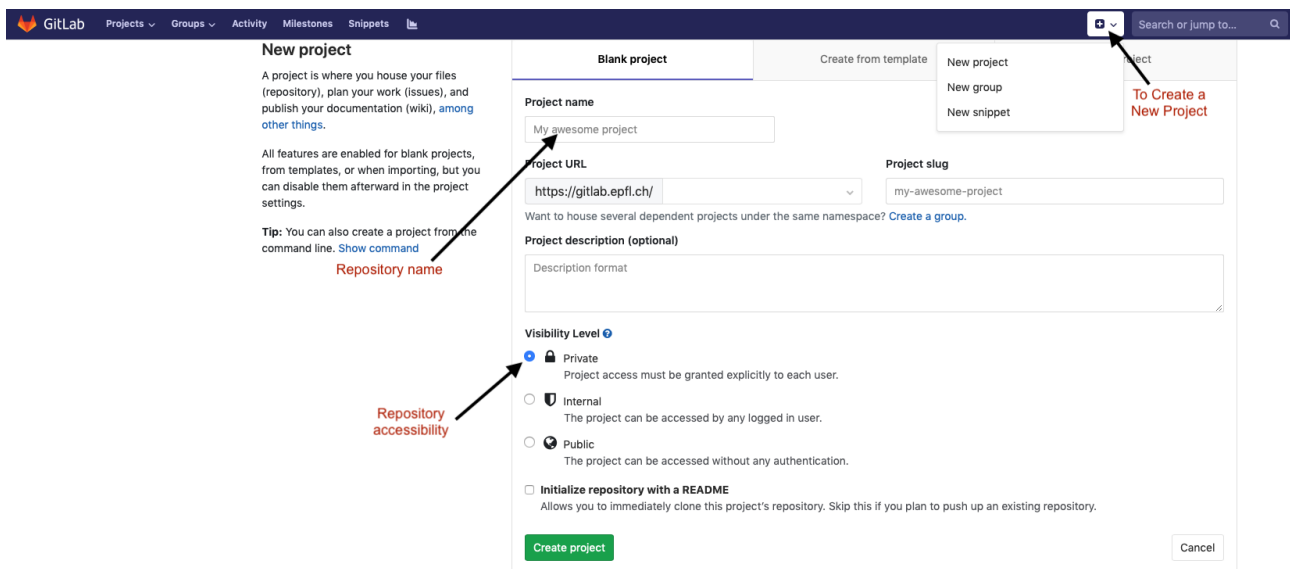 GitLab Projects Groups Activity Milestones Snippets Search or jump to...
New project
A project is where you house your files
(repository), plan your work (issues), and
publish your documentation (wiki), among
other things.
All features are enabled for blank projects,
from templates, or when importing, but you
can disable them afterward in the project
settings.
Tip: You can also create a project from the
command line. Show command
Repository name
Repository
accessibility
Blank project Create from template
New project
New group
New snippet
To Create a
New Project
Project name
My awesome project
Project URL Project slug
https://gitlab.epfl.ch/ my-awesome-project
Want to house several dependent projects under the same namespace? Create a group.
Project description (optional)
Description format
Visibility Level
Private
Project access must be granted explicitly to each user.
Internal
The project can be accessed by any logged in user.
Public
The project can be accessed without any authentication.
Initialize repository with a README
Allows you to immediately clone this project's repository. Skip this if you plan to push up an existing repository.
Create project Cancel